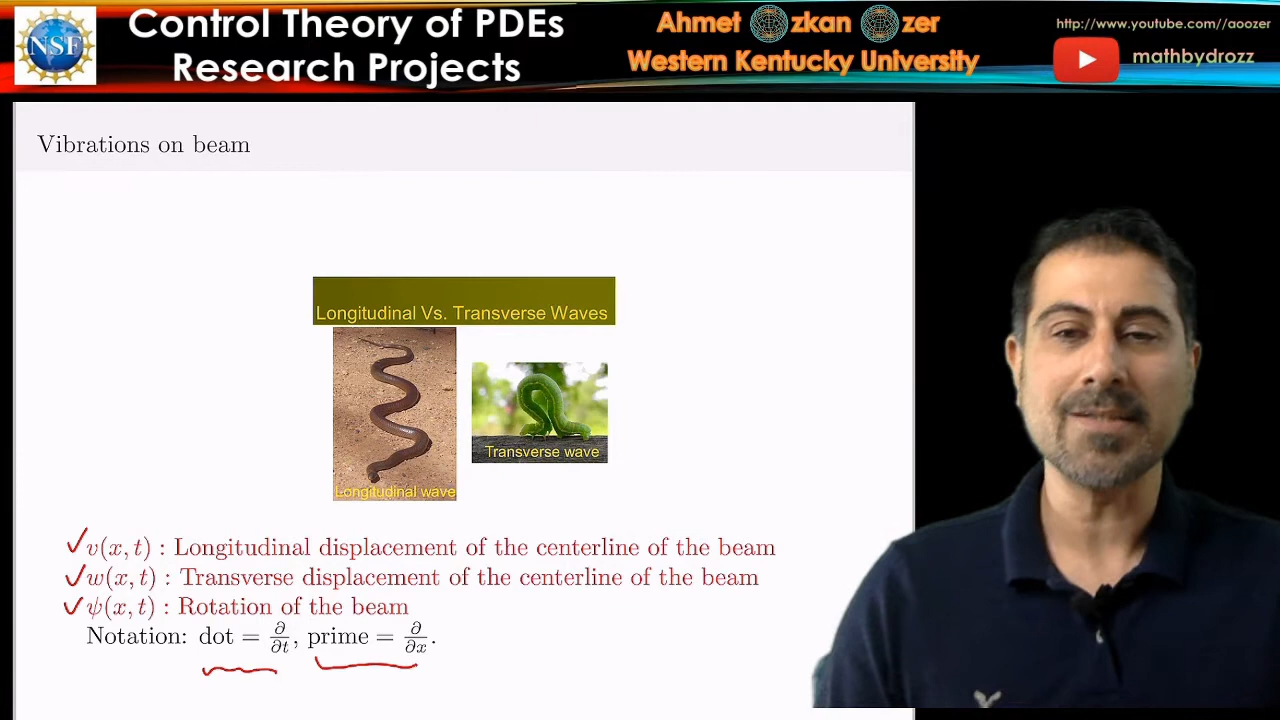 NSF
Control Theory of PDEs
Research Projects
Ahmet zkan zer
Western Kentucky University
http://www.youtube.com//aoozer
mathbydrozz
Vibrations on beam
Longitudinal Vs. Transverse Waves
Longitudinal wave
Transverse wave
v(x, t) : Longitudinal displacement of the centerline of the beam
w(x, t) : Transverse displacement of the centerline of the beam
ψ(x, t) : Rotation of the beam
Notation: dot = ∂/∂t, prime = ∂/∂x.